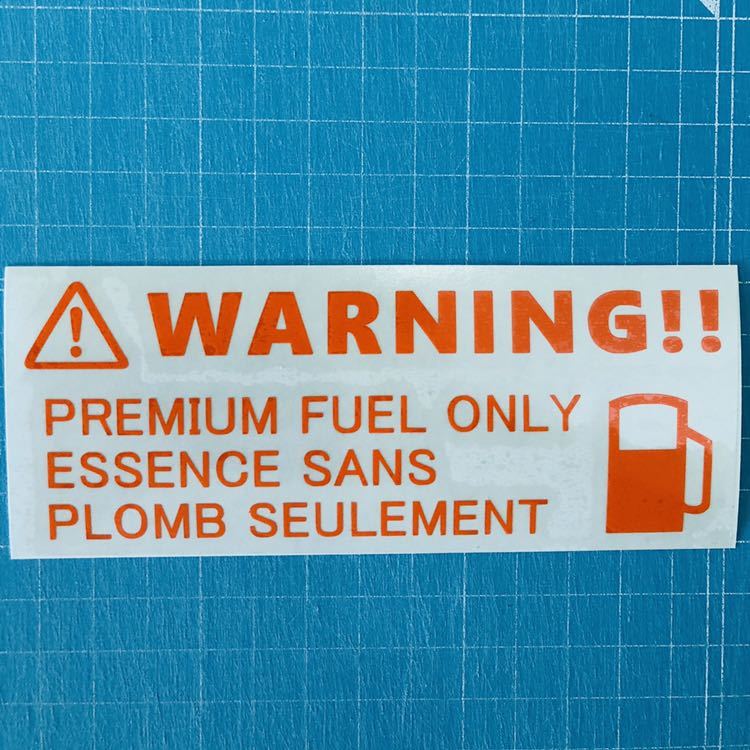 WARNING!!
PREMIUM FUEL ONLY
ESSENCE SANS
PLOMB SEULEMENT